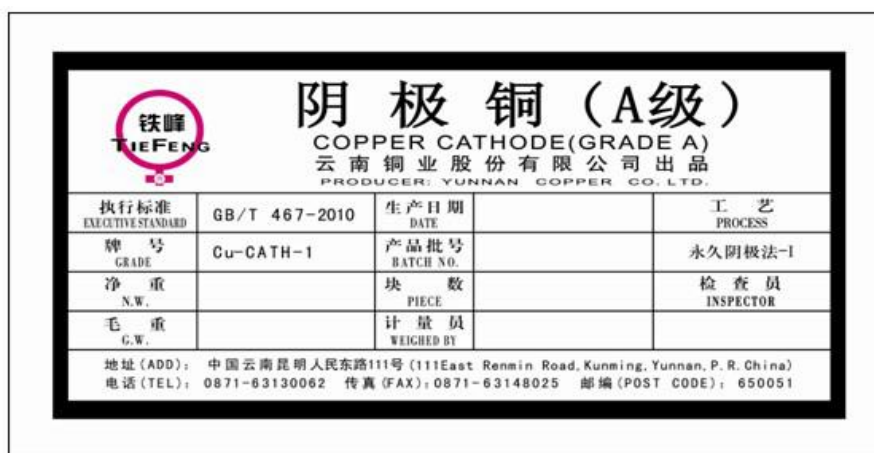 铁峰
TIEFENG
阴极铜（A级）
COPPER CATHODE(GRADE A)
云南铜业股份有限公司出品
PRODUCER: YUNNAN COPPER CO. LTD.
执行标准 GB/T 467-2010 生产日期 工艺
EXECUTIVE STANDARD DATE PROCESS
牌号 Cu-CATH-1 产品批号 永久阴极法-I
GRADE BATCH NO.
净重 块数 检查员
N.W. PIECE INSPECTOR
毛重 计量员
G.W. WEIGHED BY
地址(ADD): 中国云南昆明人民东路111号(111East Renmin Road,Kunming,Yunnan,P.R.China)
电话(TEL): 0871-63130062 传真(FAX):0871-63148025 邮编(POST CODE): 650051